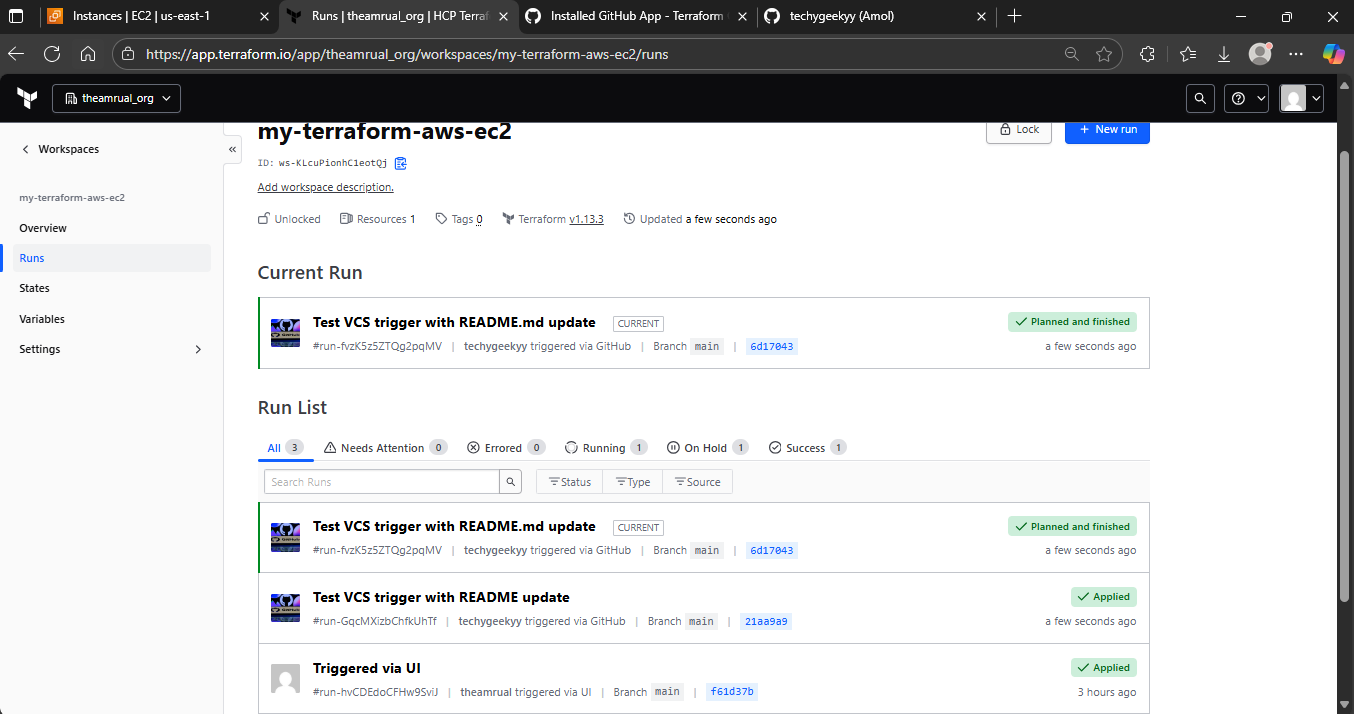 Instances | EC2 | us-east-1
Runs | theamrual_org | HCP Terraf
Installed GitHub App - Terraform
techygeekyy (Amol)
https://app.terraform.io/app/theamrual_org/workspaces/my-terraform-aws-ec2/runs
theamrual_org
Workspaces
my-terraform-aws-ec2
Overview
Runs
States
Variables
Settings
my-terraform-aws-ec2
Lock
+ New run
ID: ws-KLcuPionhC1eotQj
Add workspace description.
Unlocked Resources 1 Tags 0 Terraform v1.13.3 Updated a few seconds ago
Current Run
Test VCS trigger with README.md update CURRENT Planned and finished
#run-fvzK5z5ZTQg2pqMV | techygeekyy triggered via GitHub | Branch main | 6d17043 a few seconds ago
Run List
All 3 Needs Attention 0 Errored 0 Running 1 On Hold 1 Success 1
Search Runs Status Type Source
Test VCS trigger with README.md update CURRENT Planned and finished
#run-fvzK5z5ZTQg2pqMV | techygeekyy triggered via GitHub | Branch main | 6d17043 a few seconds ago
Test VCS trigger with README update Applied
#run-GqcMXizbChfkUhTf | techygeekyy triggered via GitHub | Branch main | 21aa9a9 a few seconds ago
Triggered via UI Applied
#run-hvCDEdoCFHw9SviJ | theamrual triggered via UI | Branch main | f61d37b 3 hours ago